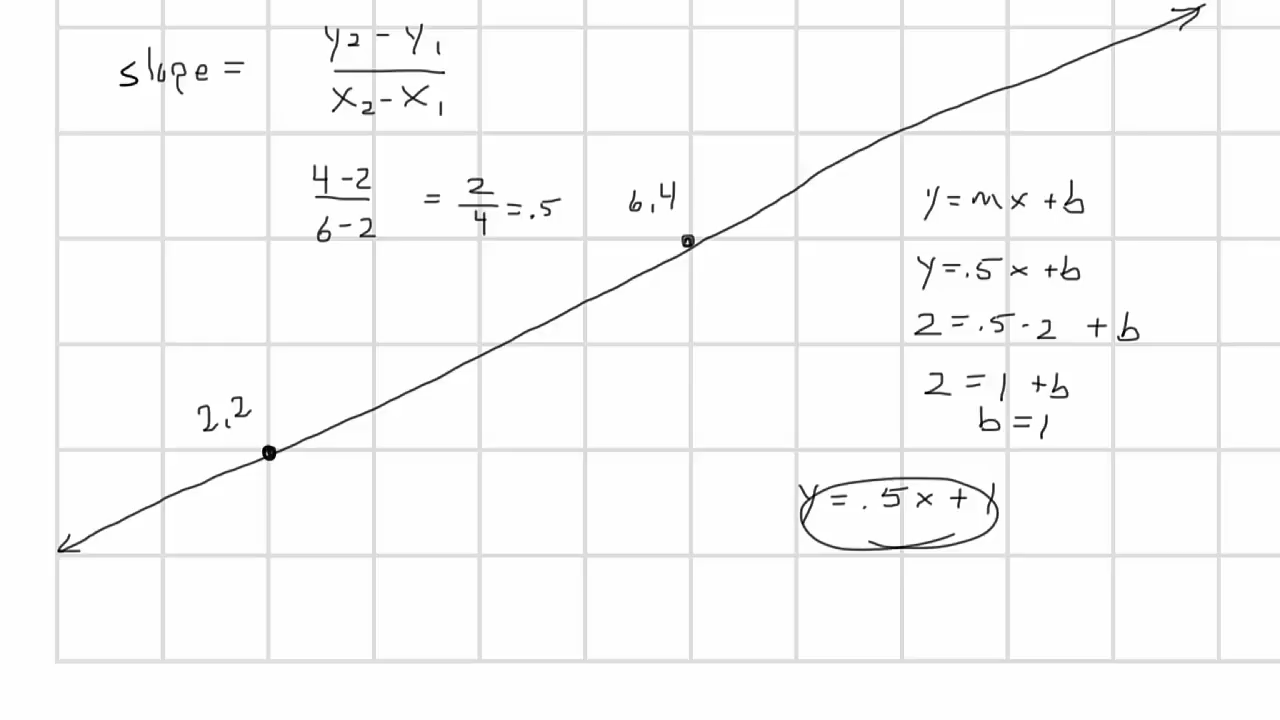 slope = y2 - y1
x2 - x1
4 - 2
6 - 2
= 2
4
= .5
6,4
2,2
y = mx + b
y = .5x + b
2 = .5 · 2 + b
2 = 1 + b
b = 1
y = .5x + 1